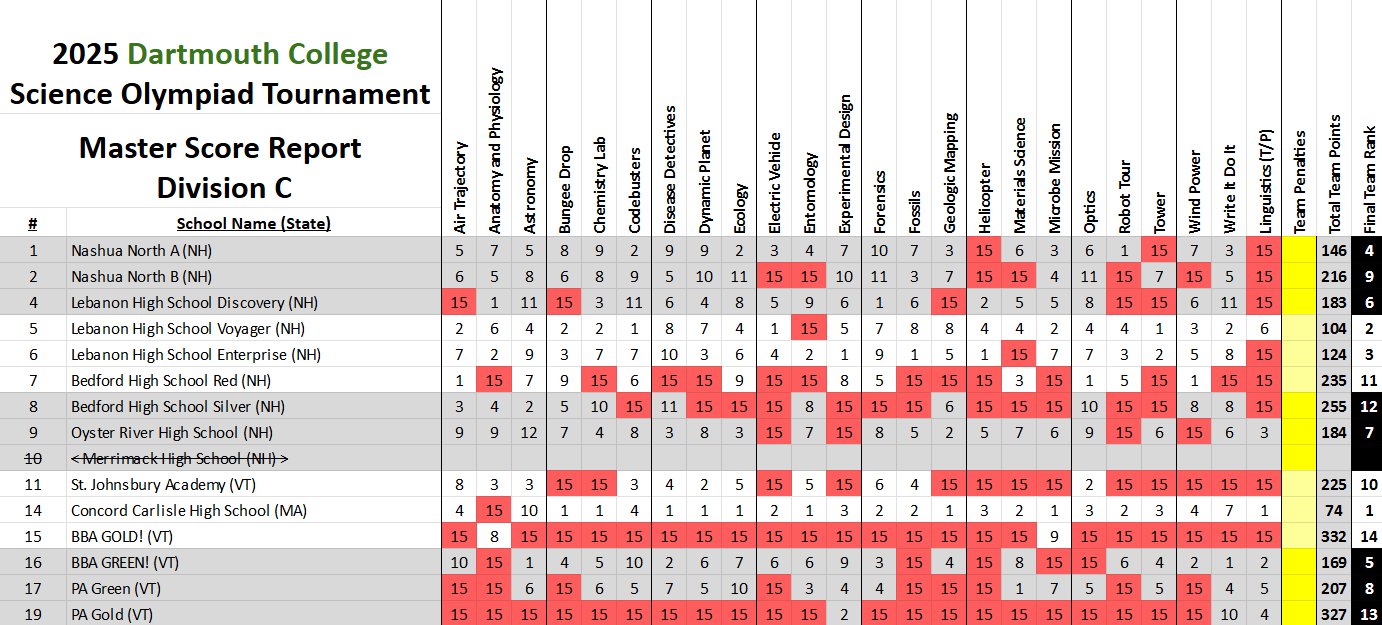 2025 Dartmouth College
Science Olympiad Tournament
Master Score Report
Division C
# School Name (State) Air Trajectory Anatomy and Physiology Astronomy Bungee Drop Chemistry Lab Codebusters Disease Detectives Dynamic Planet Ecology Electric Vehicle Entomology Experimental Design Forensics Fossils Geologic Mapping Helicopter Materials Science Microbe Mission Optics Robot Tour Tower Wind Power Write It Do It Linguistics (T/P) Team Penalties Total Team Points Final Team Rank
1 Nashua North A (NH) 5 7 5 8 9 2 9 9 2 3 4 7 10 7 3 15 6 3 6 1 15 7 3 15 146 4
2 Nashua North B (NH) 6 5 8 6 8 9 5 10 11 15 15 10 11 3 7 15 15 4 11 15 7 15 5 15 216 9
4 Lebanon High School Discovery (NH) 15 1 11 15 3 11 6 4 8 5 9 6 1 6 15 2 5 5 8 15 15 6 11 15 183 6
5 Lebanon High School Voyager (NH) 2 6 4 2 2 1 8 7 4 1 15 5 7 8 8 4 4 2 4 4 1 3 2 6 104 2
6 Lebanon High School Enterprise (NH) 7 2 9 3 7 7 10 3 6 4 2 1 9 1 5 1 15 7 7 3 2 5 8 15 124 3
7 Bedford High School Red (NH) 1 15 7 9 15 6 15 15 9 15 15 8 5 15 15 15 3 15 1 5 15 1 15 15 235 11
8 Bedford High School Silver (NH) 3 4 2 5 10 15 11 15 15 15 8 15 15 15 6 15 15 15 10 15 15 8 8 15 255 12
9 Oyster River High School (NH) 9 9 12 7 4 8 3 8 3 15 7 15 8 5 2 5 7 6 9 15 6 15 6 3 184 7
10 < Merrimack High School (NH) >
11 St. Johnsbury Academy (VT) 8 3 3 15 15 3 4 2 5 15 5 15 6 4 15 15 15 15 2 15 15 15 15 15 225 10
14 Concord Carlisle High School (MA) 4 15 10 1 1 4 1 1 1 2 1 3 2 2 1 3 2 1 3 2 3 4 7 1 74 1
15 BBA GOLD! (VT) 15 8 15 15 15 15 15 15 15 15 15 15 15 15 15 15 15 9 15 15 15 15 15 15 332 14
16 BBA GREEN! (VT) 10 15 1 4 5 10 2 6 7 6 6 9 3 15 4 15 8 15 15 6 4 2 1 2 169 5
17 PA Green (VT) 15 15 6 15 6 5 7 5 10 15 3 4 4 15 15 15 1 7 5 15 5 15 4 5 207 8
19 PA Gold (VT) 15 15 15 15 15 15 15 15 15 15 15 2 15 15 15 15 15 15 15 15 15 15 10 4 327 13